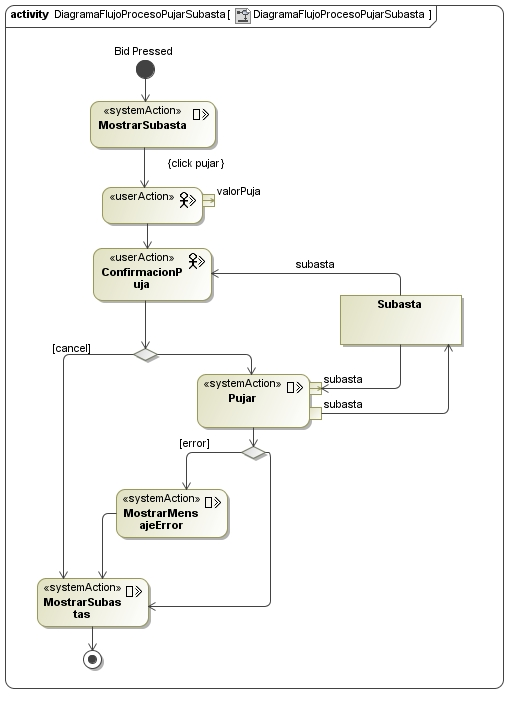 activity DiagramaFlujoProcesoPujarSubasta[ DiagramaFlujoProcesoPujarSubasta ]
Bid Pressed
«systemAction»
MostrarSubasta
{click pujar}
«userAction»
valorPuja
«userAction»
ConfirmacionP
uja
subasta
Subasta
[cancel]
«systemAction»
Pujar
subasta
subasta
[error]
«systemAction»
MostrarMens
ajeError
«systemAction»
MostrarSubas
tas